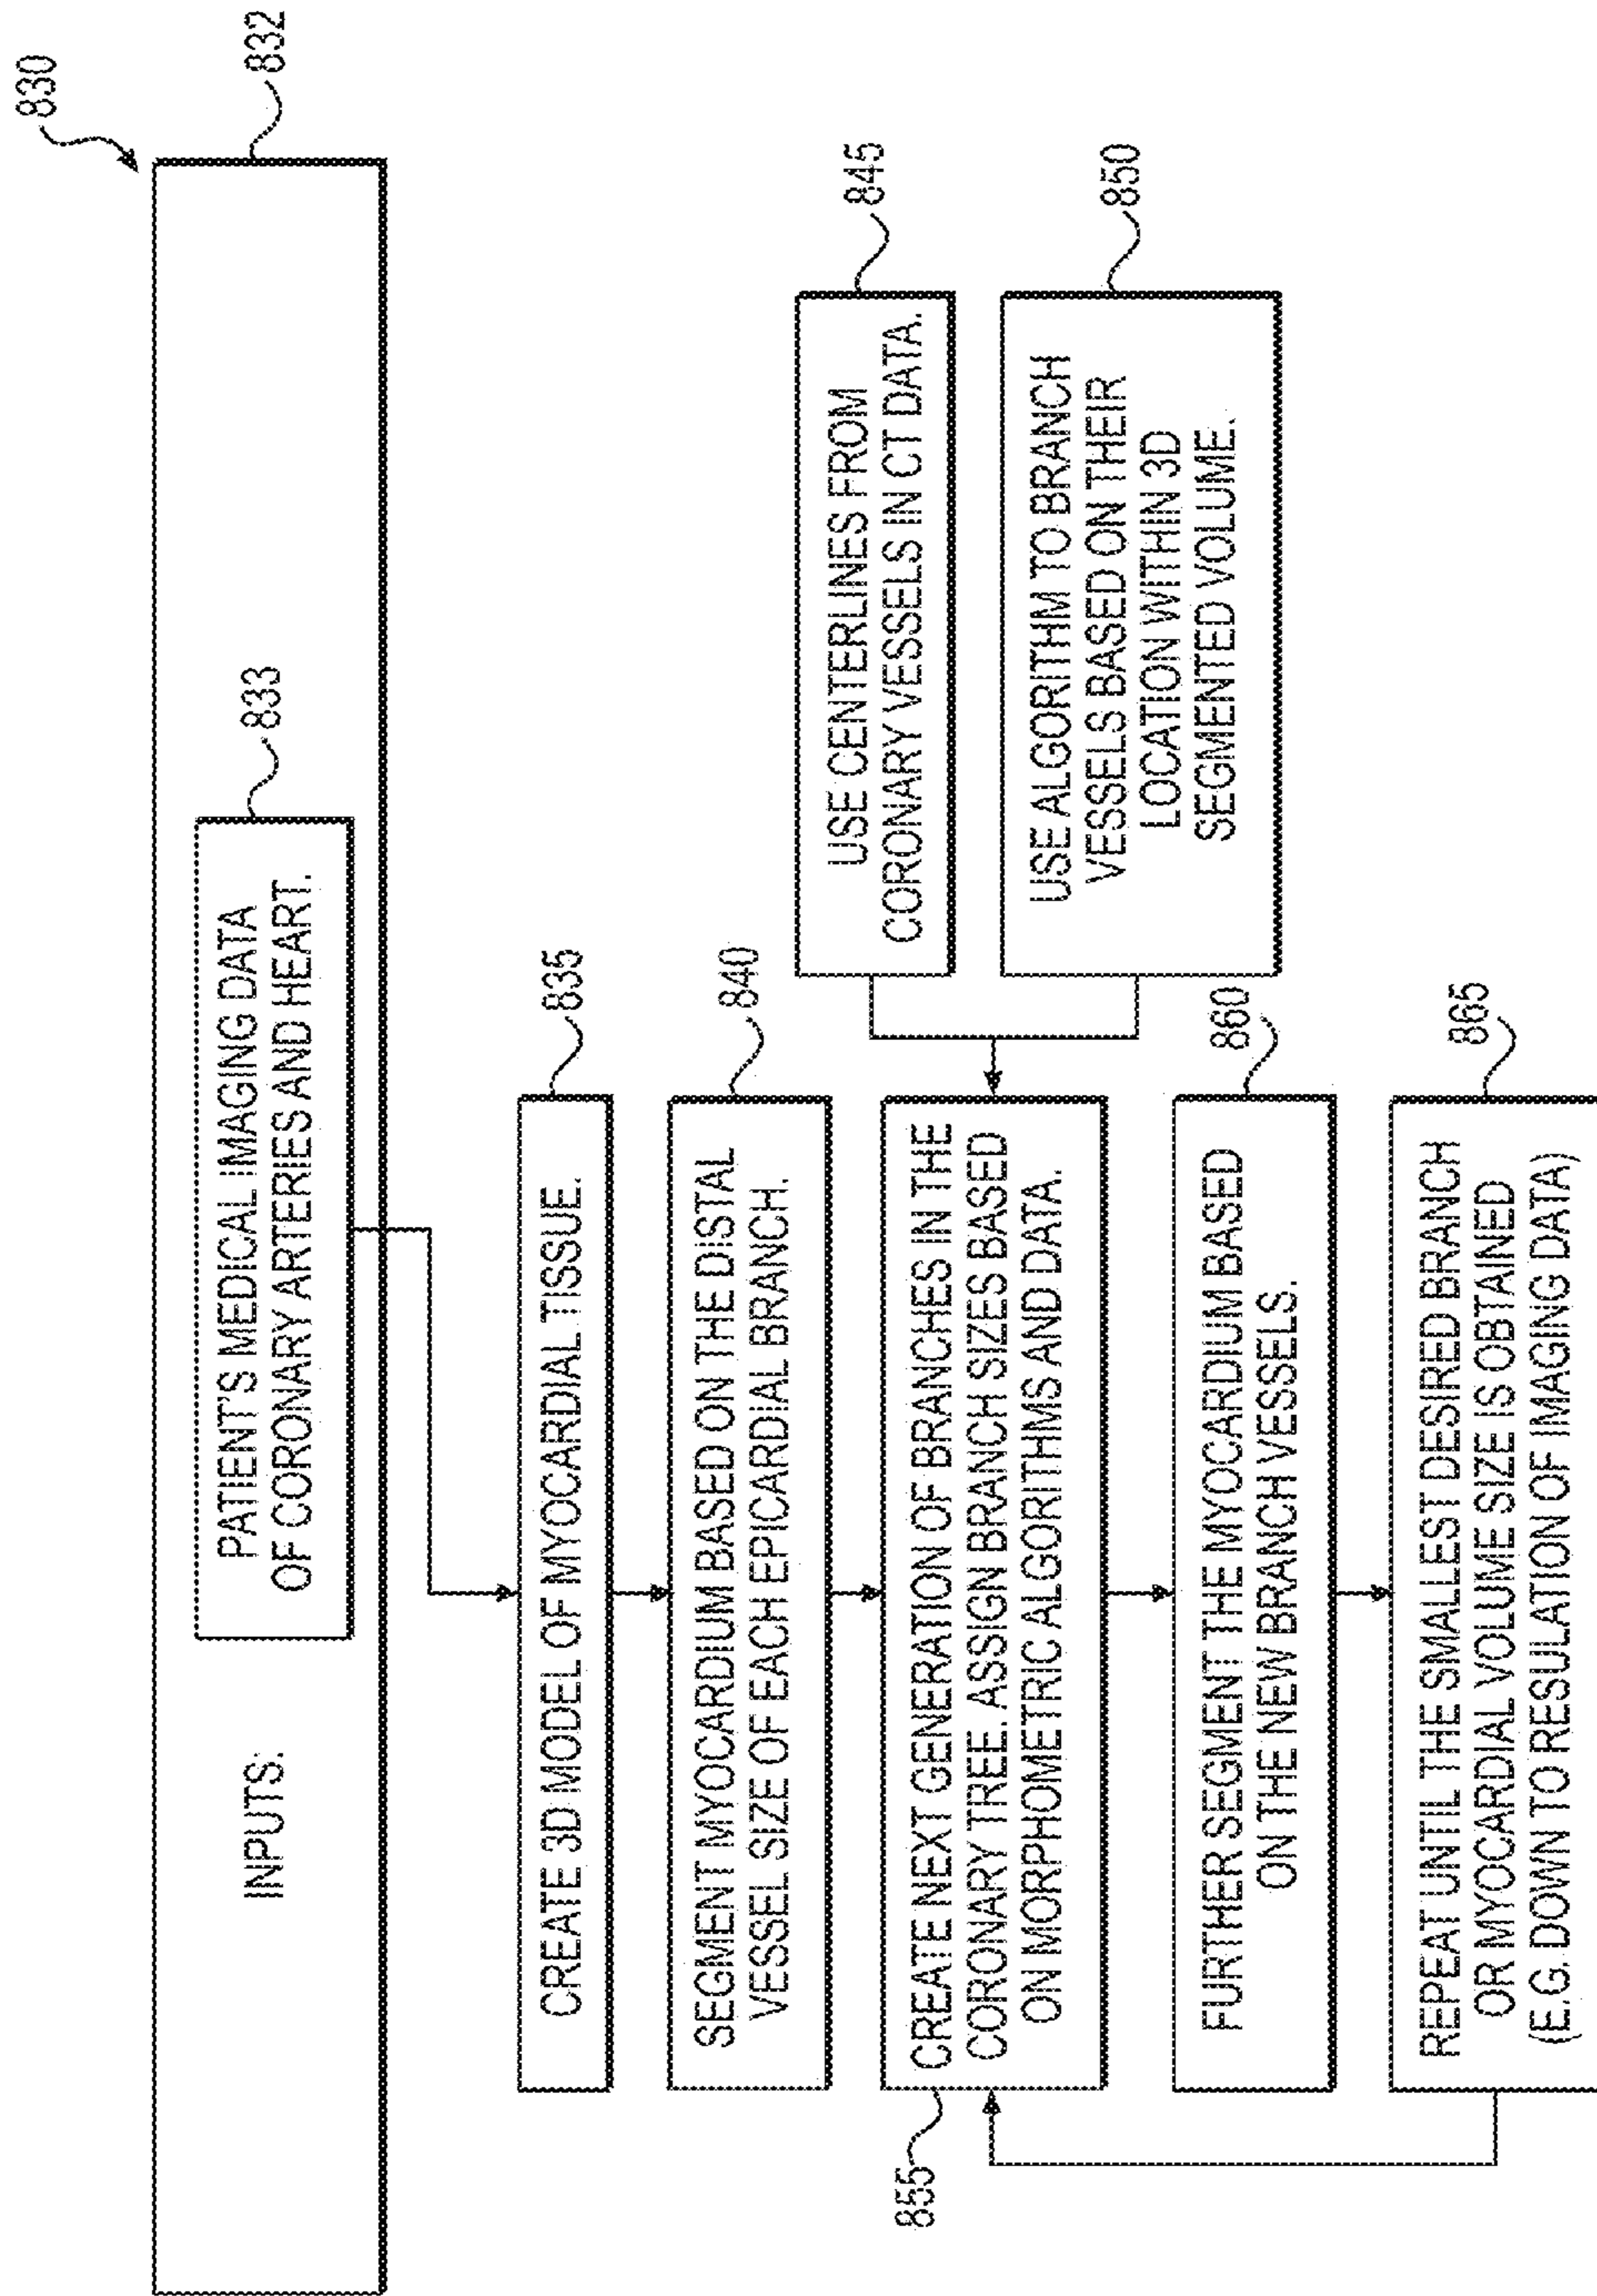 830
832
INPUTS:
833
PATIENT'S MEDICAL IMAGING DATA
OF CORONARY ARTERIES AND HEART.
835
CREATE 3D MODEL OF MYOCARDIAL TISSUE.
840
SEGMENT MYOCARDIUM BASED ON THE DISTAL
VESSEL SIZE OF EACH EPICARDIAL BRANCH.
845
USE CENTERLINES FROM
CORONARY VESSELS IN CT DATA.
850
USE ALGORITHM TO BRANCH
VESSELS BASED ON THEIR
LOCATION WITHIN 3D
SEGMENTED VOLUME.
855
CREATE NEXT GENERATION OF BRANCHES IN THE
CORONARY TREE. ASSIGN BRANCH SIZES BASED
ON MORPHOMETRIC ALGORITHMS AND DATA.
860
FURTHER SEGMENT THE MYOCARDIUM BASED
ON THE NEW BRANCH VESSELS.
865
REPEAT UNTIL THE SMALLEST DESIRED BRANCH
OR MYOCARDIAL VOLUME SIZE IS OBTAINED
(E.G. DOWN TO RESULATION OF IMAGING DATA)